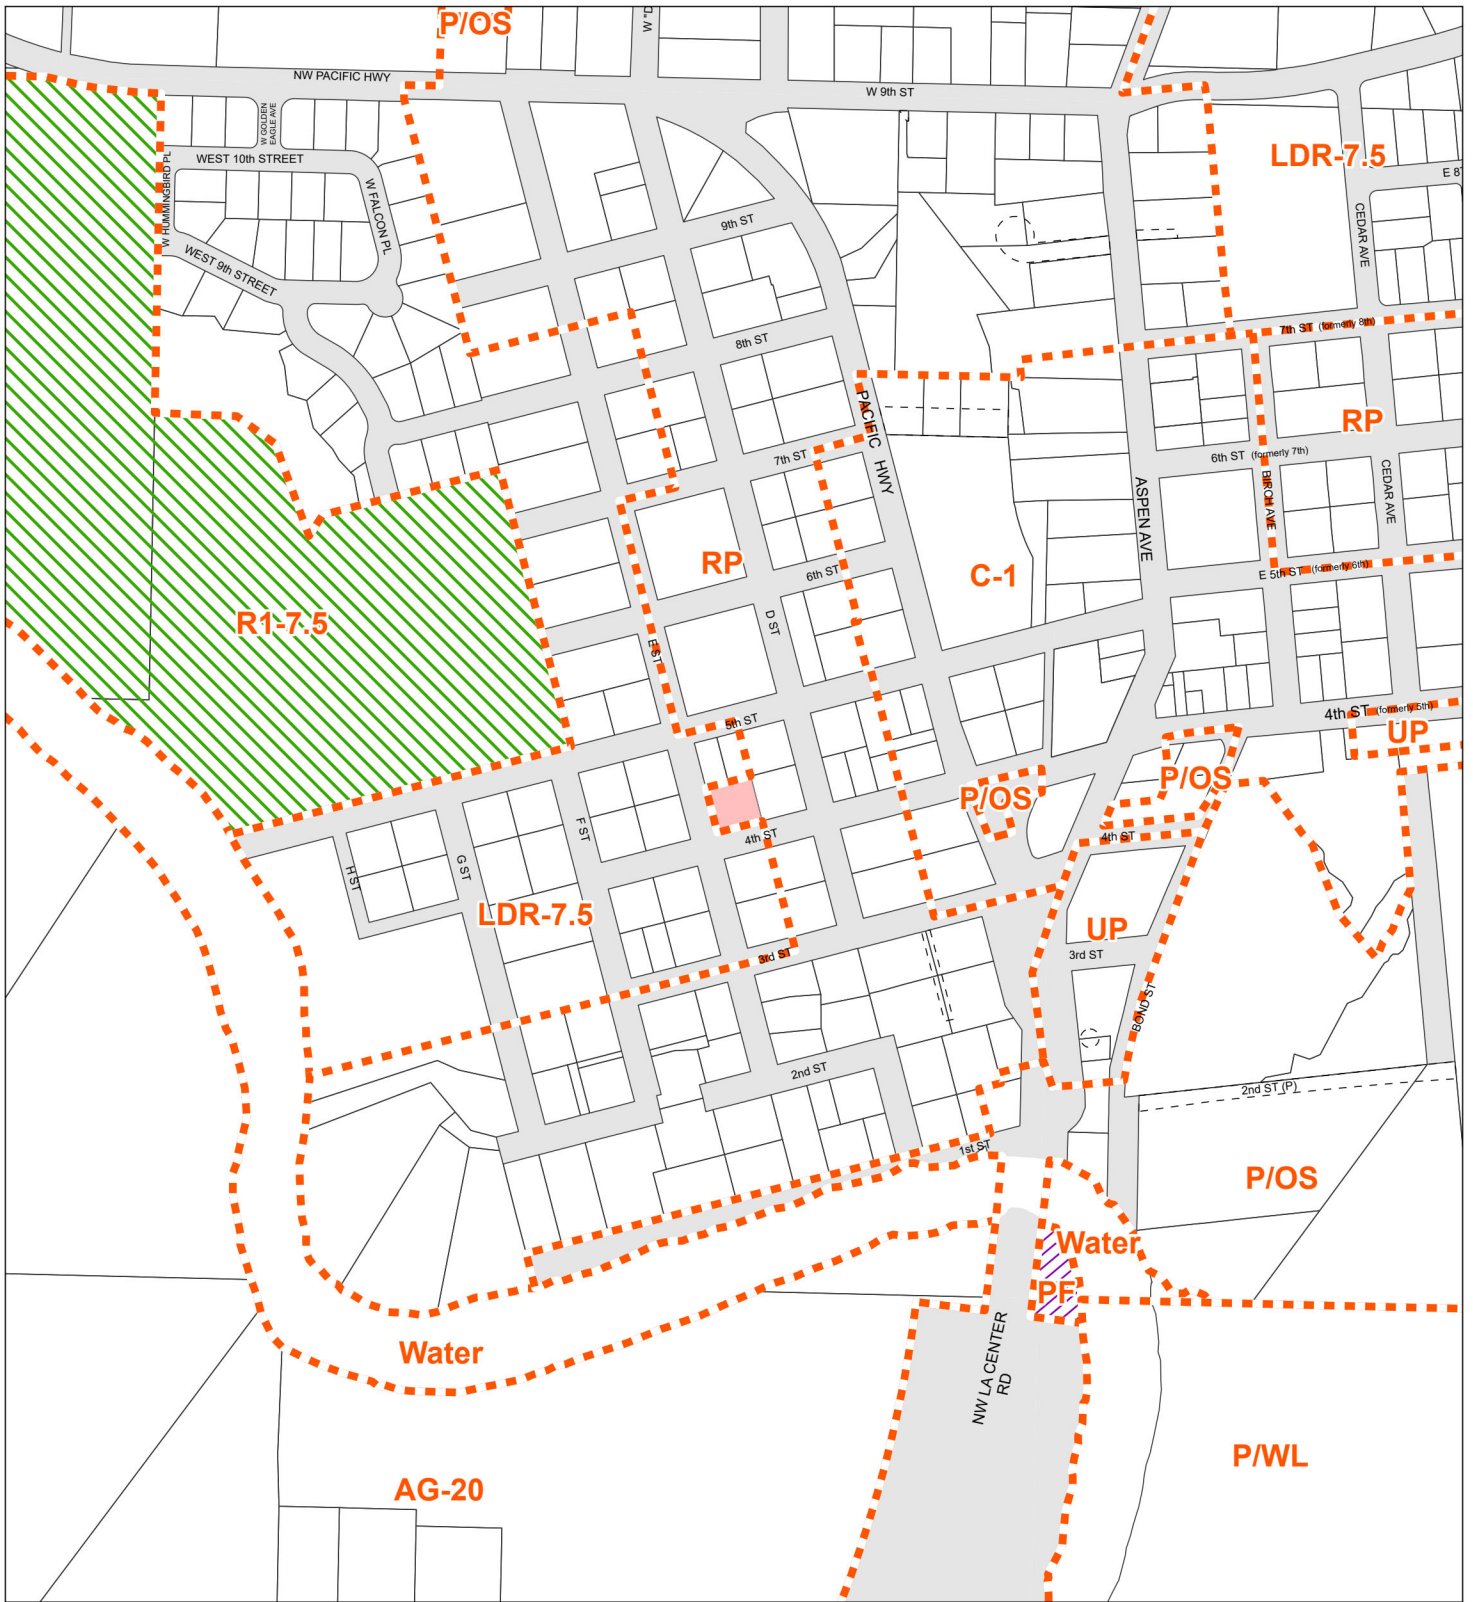 P/OS
W "D
NW PACIFIC HWY
W 9th ST
W GOLDEN
EAGLE AVE
WEST 10th STREET
LDR-7.5
E 8T
W HUMMINGBIRD PL
W FALCON PL
CEDAR AVE
9th ST
WEST 9th STREET
7th ST (formerly 8th)
8th ST
PACIFIC HWY
RP
7th ST
6th ST (formerly 7th)
BIRCH AVE
CEDAR AVE
ASPEN AVE
RP
6th ST
C-1
E 5th ST (formerly 6th)
R1-7.5
D ST
E ST
5th ST
4th ST (formerly 5th)
UP
P/OS
P/OS
F ST
4th ST
4th ST
G ST
H ST
LDR-7.5
UP
3rd ST
3rd ST
BOND ST
2nd ST
2nd ST (P)
1st ST
P/OS
Water
PF
Water
NW LA CENTER
RD
P/WL
AG-20